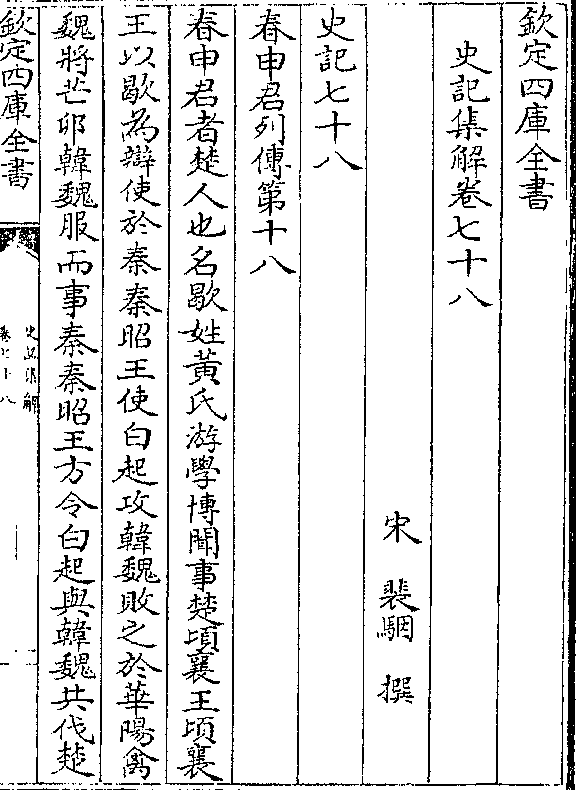 欽定四庫全書
史記集解卷七十八
宋 裴駰 撰
史記七十八
春申君列傳第十八
春申君者楚人也名歇姓黃氏游學博聞事楚頃襄王頃襄
王以歇為辯使於秦秦昭王使白起攻韓魏敗之於華陽禽
魏將芒卯韓魏服而事秦秦昭王方令白起與韓魏共伐楚
欽定四庫全書
史記集解
卷七十八